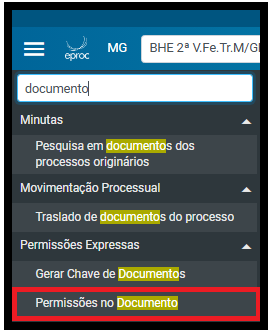 eproc
MG
BHE 2ª V.Fe.Tr.M/G
documento
Minutas
Pesquisa em documentos dos
processos originários
Movimentação Processual
Traslado de documentos do processo
Permissões Expressas
Gerar Chave de Documentos
Permissões no Documento